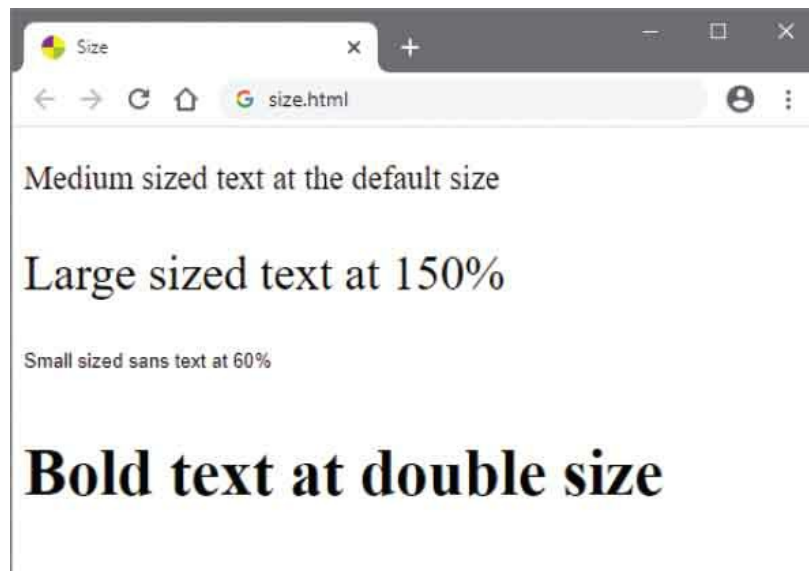 Size
size.html
Medium sized text at the default size
Large sized text at 150%
Small sized sans text at 60%
Bold text at double size